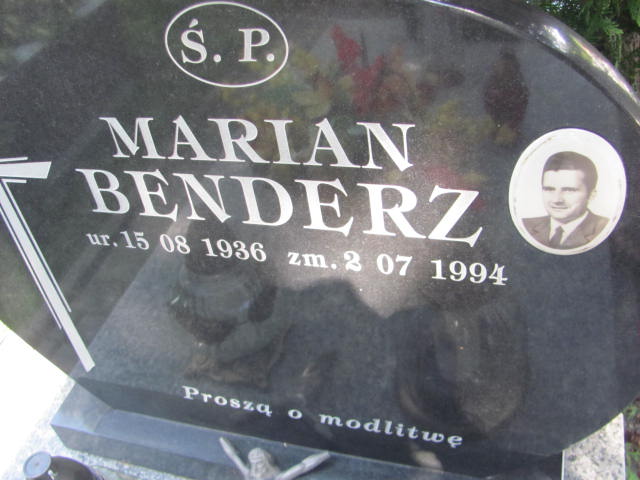 Ś. P.
MARIAN
BENDERZ
ur. 15 08 1936 zm. 2 07 1994
Proszą o modlitwę